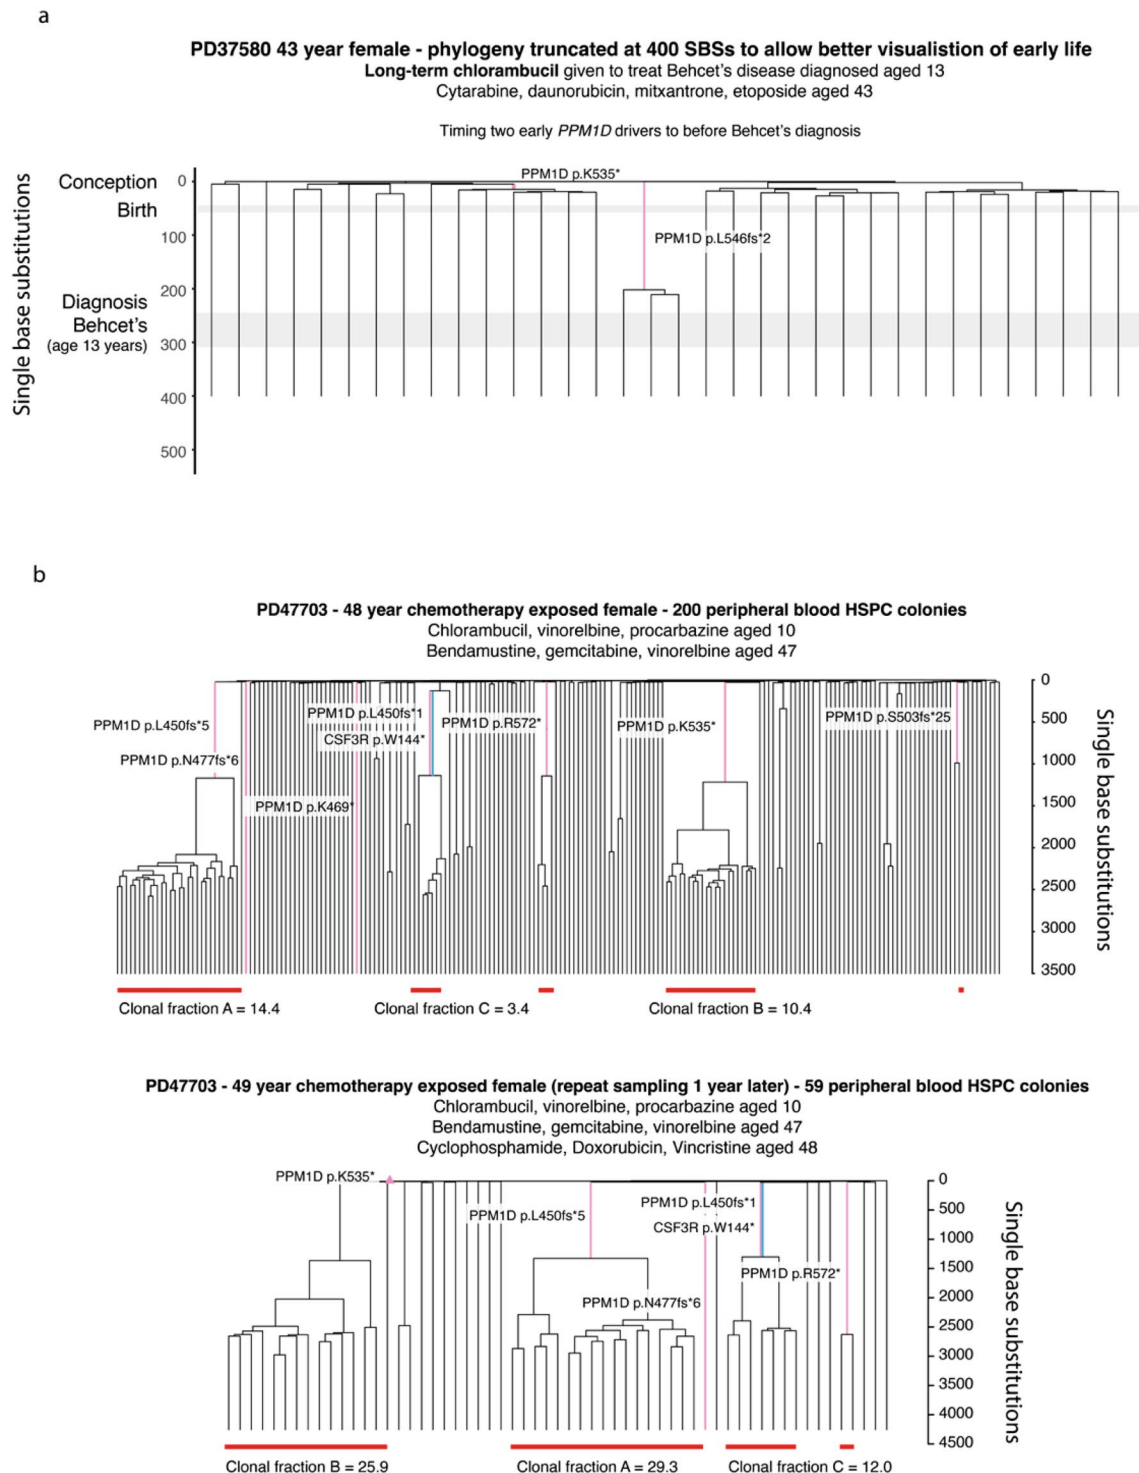 a
PD37580 43 year female - phylogeny truncated at 400 SBSs to allow better visualistion of early life
Long-term chlorambucil given to treat Behcet's disease diagnosed aged 13
Cytarabine, daunorubicin, mitxantrone, etoposide aged 43
Timing two early PPM1D drivers to before Behcet's diagnosis
Single base substitutions
Conception
Birth
Diagnosis
Behcet's
(age 13 years)
0
100
200
300
400
500
PPM1D p.K535*
PPM1D p.L546fs*2
b
PD47703 - 48 year chemotherapy exposed female - 200 peripheral blood HSPC colonies
Chlorambucil, vinorelbine, procarbazine aged 10
Bendamustine, gemcitabine, vinorelbine aged 47
PPM1D p.L450fs*5
PPM1D p.N477fs*6
PPM1D p.K469*
PPM1D p.L450fs*1
CSF3R p.W144*
PPM1D p.R572*
PPM1D p.K535*
PPM1D p.S503fs*25
0
500
1000
1500
2000
2500
3000
3500
Single base substitutions
Clonal fraction A = 14.4
Clonal fraction C = 3.4
Clonal fraction B = 10.4
PD47703 - 49 year chemotherapy exposed female (repeat sampling 1 year later) - 59 peripheral blood HSPC colonies
Chlorambucil, vinorelbine, procarbazine aged 10
Bendamustine, gemcitabine, vinorelbine aged 47
Cyclophosphamide, Doxorubicin, Vincristine aged 48
PPM1D p.K535*
PPM1D p.L450fs*5
PPM1D p.N477fs*6
PPM1D p.L450fs*1
CSF3R p.W144*
PPM1D p.R572*
0
500
1000
1500
2000
2500
3000
3500
4000
4500
Single base substitutions
Clonal fraction B = 25.9
Clonal fraction A = 29.3
Clonal fraction C = 12.0